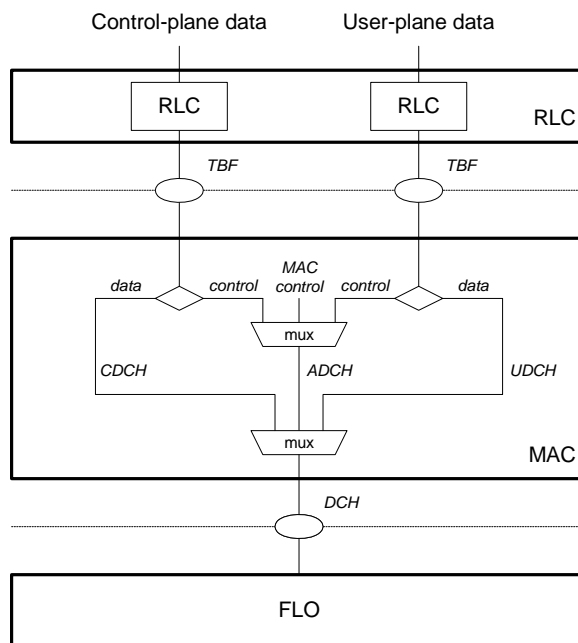 Control-plane data
User-plane data
RLC
RLC
RLC
TBF
TBF
data
control
MAC
control
control
data
mux
CDCH
ADCH
UDCH
mux
MAC
DCH
FLO